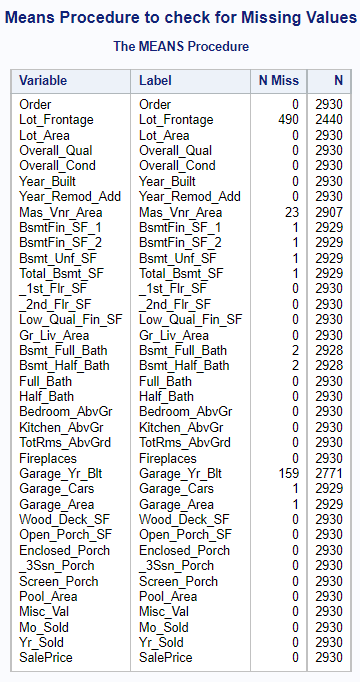 Means Procedure to check for Missing Values
The MEANS Procedure
Variable Label N Miss N
Order Order 0 2930
Lot_Frontage Lot_Frontage 490 2440
Lot_Area Lot_Area 0 2930
Overall_Qual Overall_Qual 0 2930
Overall_Cond Overall_Cond 0 2930
Year_Built Year_Built 0 2930
Year_Remod_Add Year_Remod_Add 0 2930
Mas_Vnr_Area Mas_Vnr_Area 23 2907
BsmtFin_SF_1 BsmtFin_SF_1 1 2929
BsmtFin_SF_2 BsmtFin_SF_2 1 2929
Bsmt_Unf_SF Bsmt_Unf_SF 1 2929
Total_Bsmt_SF Total_Bsmt_SF 1 2929
_1st_Flr_SF _1st_Flr_SF 0 2930
_2nd_Flr_SF _2nd_Flr_SF 0 2930
Low_Qual_Fin_SF Low_Qual_Fin_SF 0 2930
Gr_Liv_Area Gr_Liv_Area 0 2930
Bsmt_Full_Bath Bsmt_Full_Bath 2 2928
Bsmt_Half_Bath Bsmt_Half_Bath 2 2928
Full_Bath Full_Bath 0 2930
Half_Bath Half_Bath 0 2930
Bedroom_AbvGr Bedroom_AbvGr 0 2930
Kitchen_AbvGr Kitchen_AbvGr 0 2930
TotRms_AbvGrd TotRms_AbvGrd 0 2930
Fireplaces Fireplaces 0 2930
Garage_Yr_Blt Garage_Yr_Blt 159 2771
Garage_Cars Garage_Cars 1 2929
Garage_Area Garage_Area 1 2929
Wood_Deck_SF Wood_Deck_SF 0 2930
Open_Porch_SF Open_Porch_SF 0 2930
Enclosed_Porch Enclosed_Porch 0 2930
_3Ssn_Porch _3Ssn_Porch 0 2930
Screen_Porch Screen_Porch 0 2930
Pool_Area Pool_Area 0 2930
Misc_Val Misc_Val 0 2930
Mo_Sold Mo_Sold 0 2930
Yr_Sold Yr_Sold 0 2930
SalePrice SalePrice 0 2930